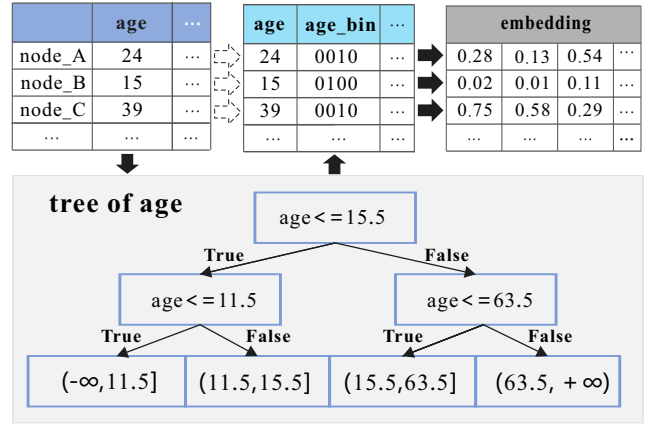 age ...
node_A 24 ...
node_B 15 ...
node_C 39 ...
... ... ...
age age_bin ...
24 0010 ...
15 0100 ...
39 0010 ...
... ... ...
embedding
0.28 0.13 0.54 ...
0.02 0.01 0.11 ...
0.75 0.58 0.29 ...
... ... ... ...
tree of age
age<=15.5
True False
age<=11.5 age<=63.5
True False True False
(-∞,11.5] (11.5,15.5] (15.5,63.5] (63.5, +∞)